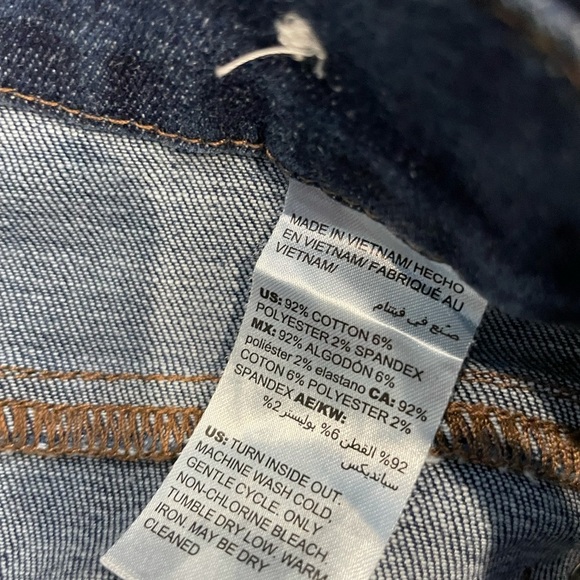 MADE IN VIETNAM/ HECHO
EN VIETNAM/ FABRIQUÉ AU
VIETNAM/
صنع في فيتنام
US: 92% COTTON 6%
POLYESTER 2% SPANDEX
MX: 92% ALGODÓN 6%
poliéster 2% elastano CA: 92%
COTON 6% POLYESTER 2%
SPANDEX AE/KW:
92% القطن 6% بوليستر 2%
سباندكس
US: TURN INSIDE OUT.
MACHINE WASH COLD,
GENTLE CYCLE. ONLY
NON-CHLORINE BLEACH.
TUMBLE DRY LOW. WARM
IRON. MAY BE DRY
CLEANED